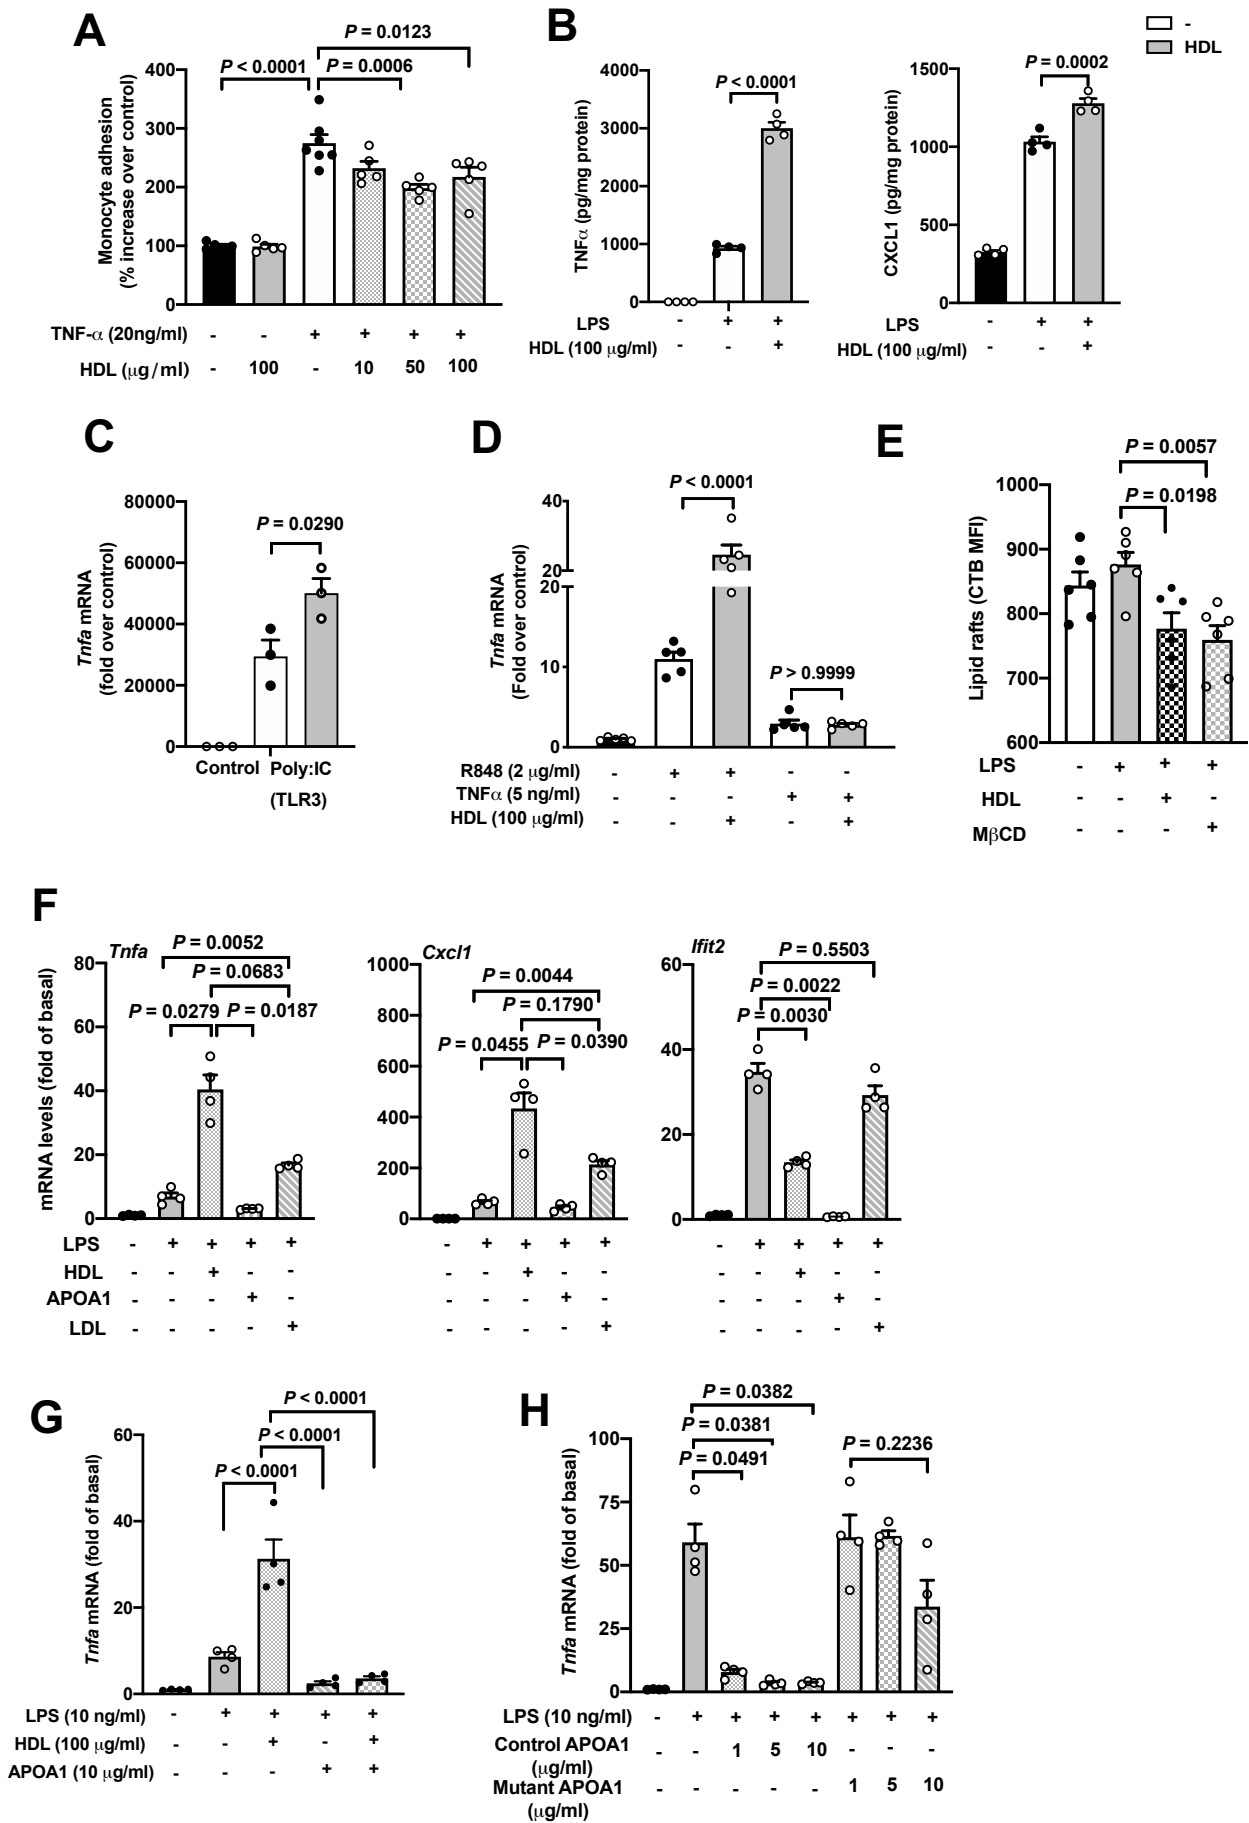 A
P = 0.0123
P < 0.0001
P = 0.0006
Monocyte adhesion
(% increase over control)
400
300
200
100
0
TNF-α (20ng/ml)
- - + + + +
HDL (μg/ml)
- 100 - 10 50 100
B
-
HDL
P < 0.0001
TNFα (pg/mg protein)
4000
3000
2000
1000
0
LPS
- + +
HDL (100 μg/ml)
- - +
P = 0.0002
CXCL1 (pg/mg protein)
1500
1000
500
0
LPS
- + +
HDL (100 μg/ml)
- - +
C
P = 0.0290
Tnfa mRNA
(fold over control)
80000
60000
40000
20000
0
Control Poly:IC
(TLR3)
D
P < 0.0001
P > 0.9999
Tnfa mRNA
(Fold over control)
40
20
20
10
0
R848 (2 μg/ml)
- + + - -
TNFα (5 ng/ml)
- - - + +
HDL (100 μg/ml)
- - + - +
E
P = 0.0057
P = 0.0198
Lipid rafts (CTB MFI)
1000
900
800
700
600
LPS
- + + +
HDL
- - + -
MβCD
- - - +
F
Tnfa
P = 0.0052
P = 0.0683
P = 0.0279
P = 0.0187
mRNA levels (fold of basal)
80
60
40
20
0
LPS
- + + + +
HDL
- - + - -
APOA1
- - - + -
LDL
- - - - +
Cxcl1
P = 0.0044
P = 0.1790
P = 0.0455
P = 0.0390
1000
800
600
400
200
0
- + + + +
- - + - -
- - - + -
- - - - +
Ifit2
P = 0.5503
P = 0.0022
P = 0.0030
60
40
20
0
- + + + +
- - + - -
- - - + -
- - - - +
G
P < 0.0001
P < 0.0001
P < 0.0001
Tnfa mRNA (fold of basal)
60
40
20
0
LPS (10 ng/ml)
- + + + +
HDL (100 μg/ml)
- - + - +
APOA1 (10 μg/ml)
- - - + +
H
P = 0.0382
P = 0.0381
P = 0.0491
P = 0.2236
Tnfa mRNA (fold of basal)
100
75
50
25
0
LPS (10 ng/ml)
- + + + + + + +
Control APOA1
(μg/ml)
- - 1 5 10 - - -
Mutant APOA1
(μg/ml)
- - - - - 1 5 10